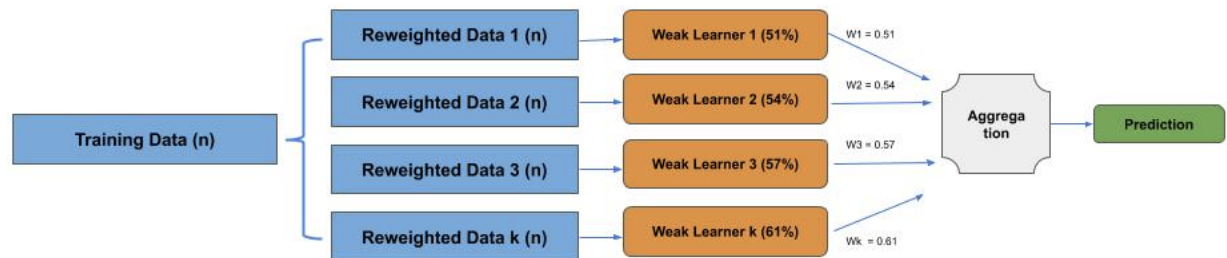 Training Data (n)
Reweighted Data 1 (n)
Weak Learner 1 (51%)
W1 = 0.51
Reweighted Data 2 (n)
Weak Learner 2 (54%)
W2 = 0.54
Reweighted Data 3 (n)
Weak Learner 3 (57%)
W3 = 0.57
Reweighted Data k (n)
Weak Learner k (61%)
Wk = 0.61
Aggrega
tion
Prediction